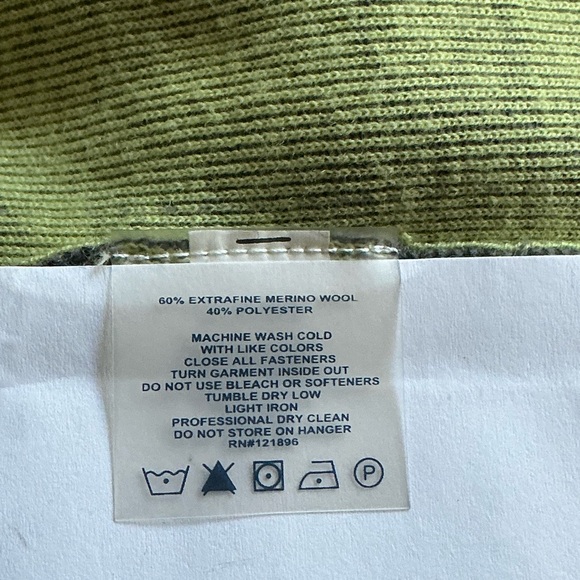 60% EXTRAFINE MERINO WOOL
40% POLYESTER
MACHINE WASH COLD
WITH LIKE COLORS
CLOSE ALL FASTENERS
TURN GARMENT INSIDE OUT
DO NOT USE BLEACH OR SOFTENERS
TUMBLE DRY LOW
LIGHT IRON
PROFESSIONAL DRY CLEAN
DO NOT STORE ON HANGER
RN#121896
P